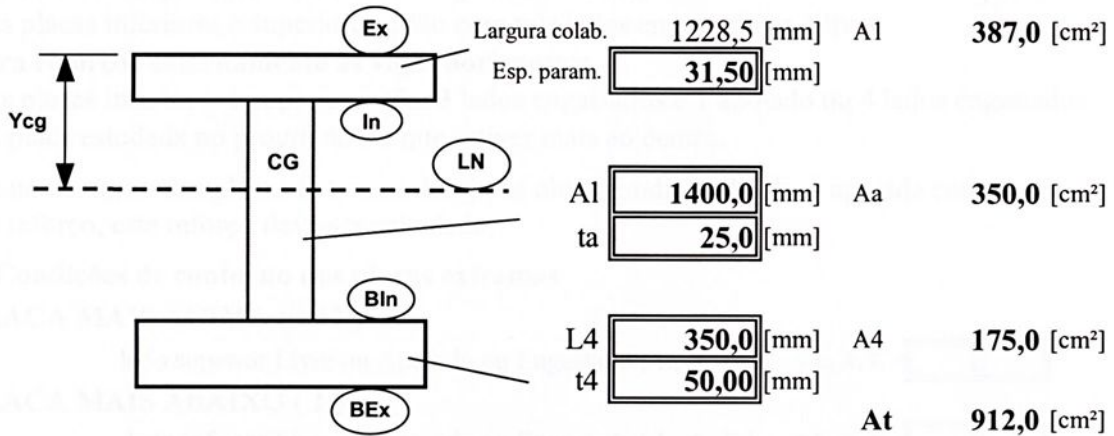 Ex
Largura colab. 1228,5 [mm] A1 387,0 [cm²]
Esp. param. 31,50 [mm]
In
Ycg
CG
LN
Al 1400,0 [mm] Aa 350,0 [cm²]
ta 25,0 [mm]
BIn
L4 350,0 [mm] A4 175,0 [cm²]
t4 50,00 [mm]
BEx
At 912,0 [cm²]